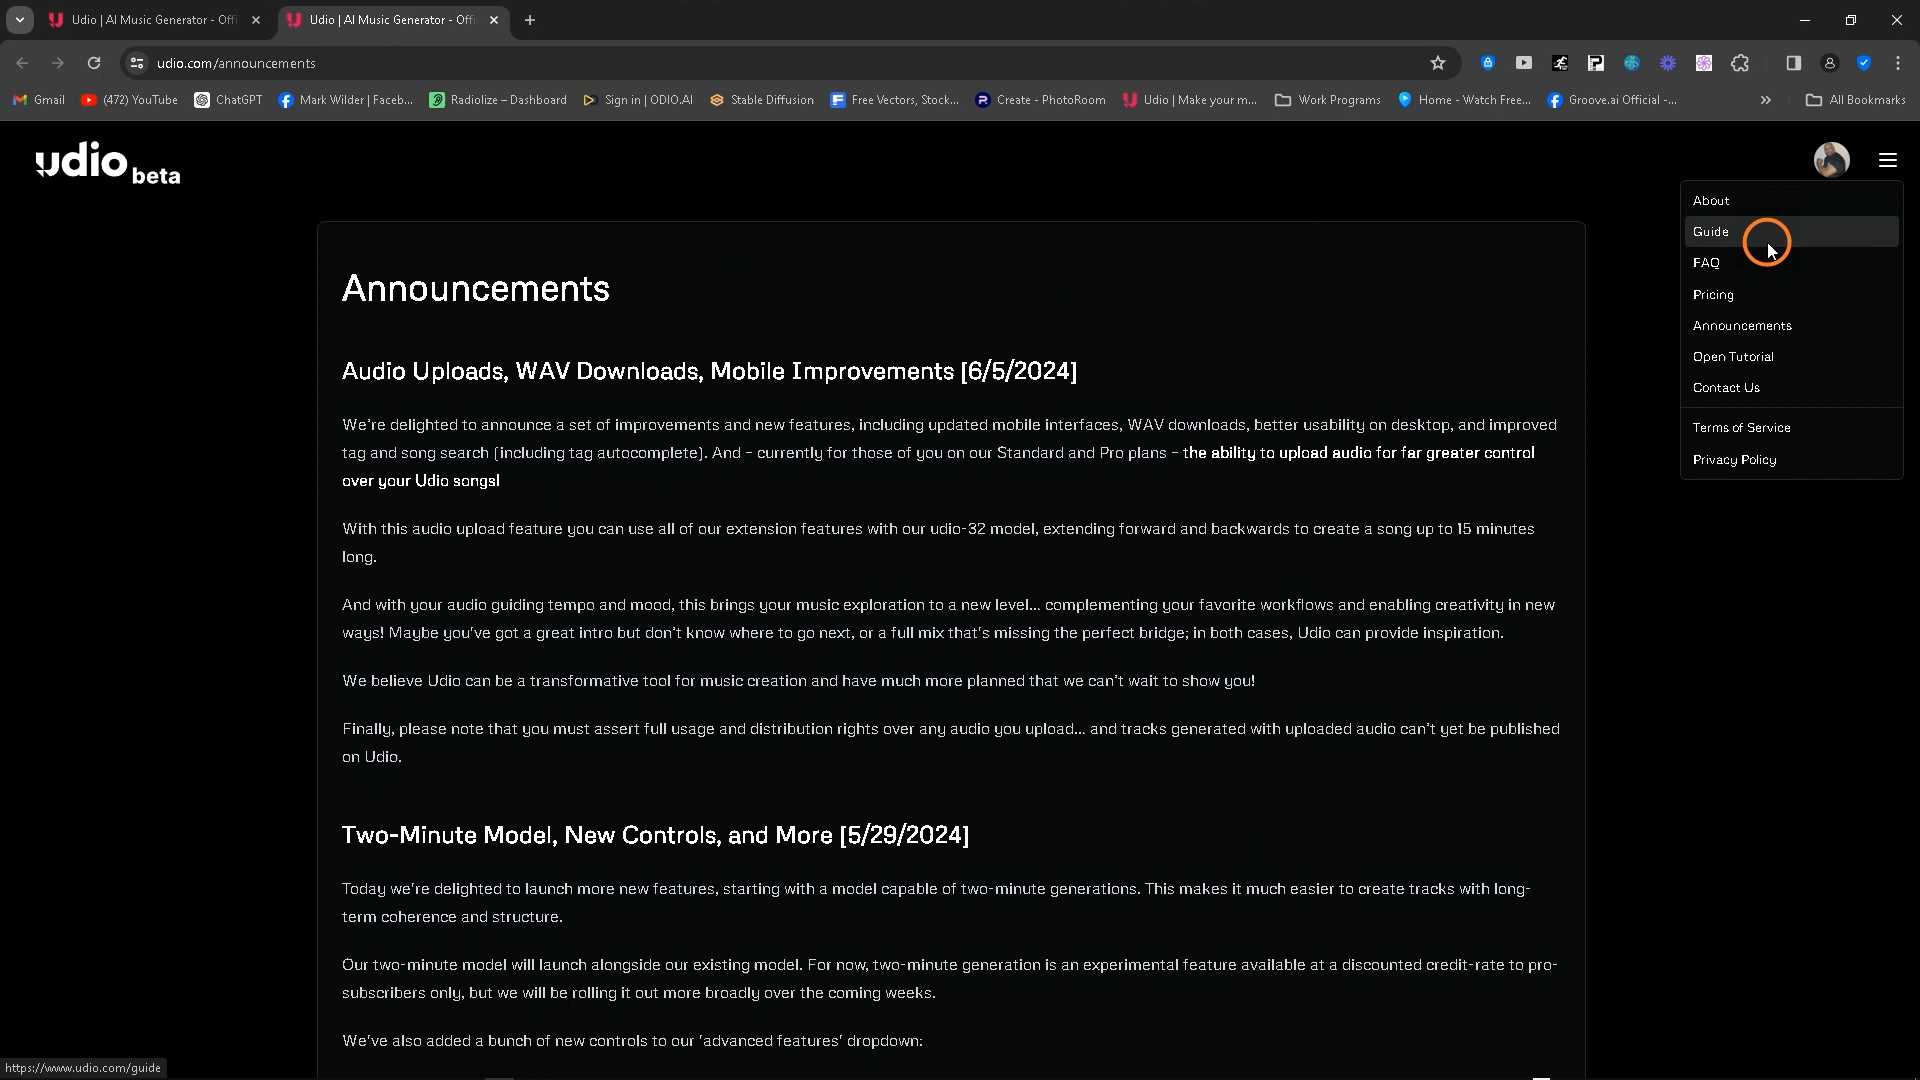 Udio | AI Music Generator - Offi
Udio | AI Music Generator - Offi
udio.com/announcements
Gmail
(472) YouTube
ChatGPT
Mark Wilder | Faceb...
Radiolize – Dashboard
Sign in | ODIO.AI
Stable Diffusion
Free Vectors, Stock...
Create - PhotoRoom
Udio | Make your m...
Work Programs
Home - Watch Free...
Groove.ai Official -...
All Bookmarks
udio beta
About
Guide
FAQ
Pricing
Announcements
Open Tutorial
Contact Us
Terms of Service
Privacy Policy
Announcements
Audio Uploads, WAV Downloads, Mobile Improvements [6/5/2024]
We're delighted to announce a set of improvements and new features, including updated mobile interfaces, WAV downloads, better usability on desktop, and improved
tag and song search (including tag autocomplete). And – currently for those of you on our Standard and Pro plans – the ability to upload audio for far greater control
over your Udio songs!
With this audio upload feature you can use all of our extension features with our udio-32 model, extending forward and backwards to create a song up to 15 minutes
long.
And with your audio guiding tempo and mood, this brings your music exploration to a new level... complementing your favorite workflows and enabling creativity in new
ways! Maybe you've got a great intro but don't know where to go next, or a full mix that's missing the perfect bridge; in both cases, Udio can provide inspiration.
We believe Udio can be a transformative tool for music creation and have much more planned that we can't wait to show you!
Finally, please note that you must assert full usage and distribution rights over any audio you upload... and tracks generated with uploaded audio can't yet be published
on Udio.
Two-Minute Model, New Controls, and More [5/29/2024]
Today we're delighted to launch more new features, starting with a model capable of two-minute generations. This makes it much easier to create tracks with long-
term coherence and structure.
Our two-minute model will launch alongside our existing model. For now, two-minute generation is an experimental feature available at a discounted credit-rate to pro-
subscribers only, but we will be rolling it out more broadly over the coming weeks.
We've also added a bunch of new controls to our 'advanced features' dropdown:
https://www.udio.com/guide